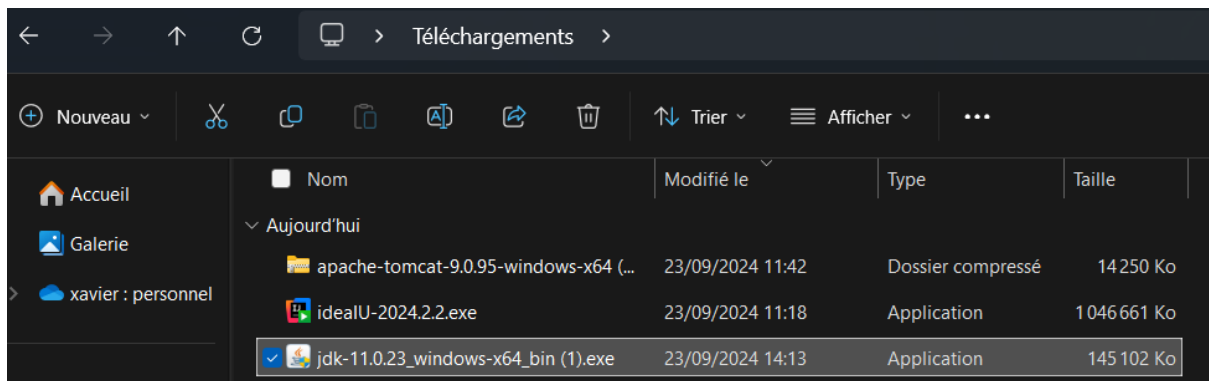 Téléchargements
Nouveau
Trier
Afficher
Accueil
Galerie
xavier : personnel
Nom Modifié le Type Taille
Aujourd'hui
apache-tomcat-9.0.95-windows-x64 (... 23/09/2024 11:42 Dossier compressé 14 250 Ko
idealU-2024.2.2.exe 23/09/2024 11:18 Application 1 046 661 Ko
jdk-11.0.23_windows-x64_bin (1).exe 23/09/2024 14:13 Application 145 102 Ko